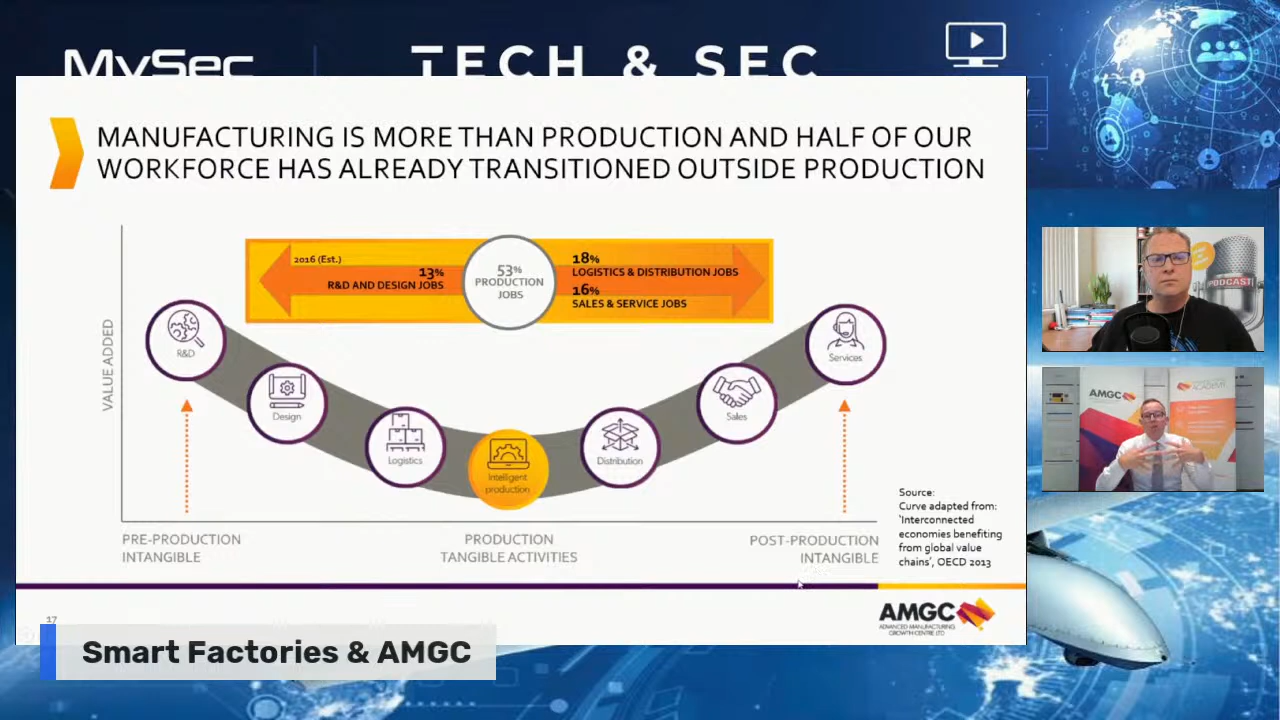 MySec
TECH & SEC
MANUFACTURING IS MORE THAN PRODUCTION AND HALF OF OUR
WORKFORCE HAS ALREADY TRANSITIONED OUTSIDE PRODUCTION
VALUE ADDED
2016 (Est.)
13%
R&D AND DESIGN JOBS
53%
PRODUCTION
JOBS
18%
LOGISTICS & DISTRIBUTION JOBS
16%
SALES & SERVICE JOBS
R&D
Design
Logistics
Intelligent
production
Distribution
Sales
Services
PRE-PRODUCTION
INTANGIBLE
PRODUCTION
TANGIBLE ACTIVITIES
POST-PRODUCTION
INTANGIBLE
Source:
Curve adapted from:
'Interconnected
economies benefiting
from global value
chains', OECD 2013
17
AMGC
ADVANCED MANUFACTURING
GROWTH CENTRE LTD
Smart Factories & AMGC
PODCAST
AMGC